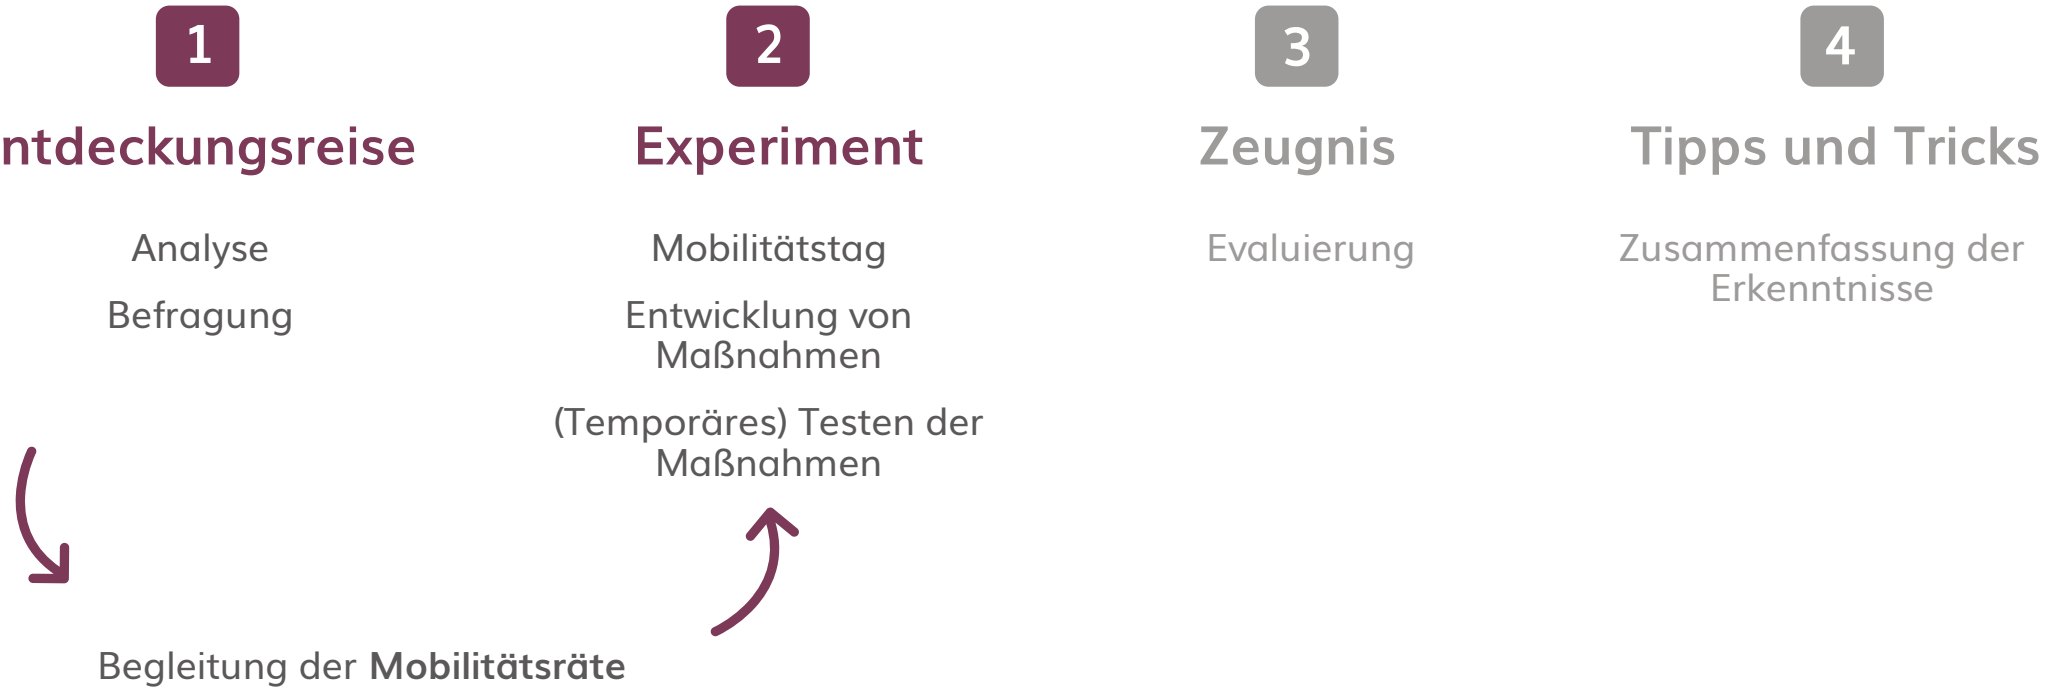 1
ntdeckungsreise
Analyse
Befragung
2
Experiment
Mobilitätstag
Entwicklung von
Maßnahmen
(Temporäres) Testen der
Maßnahmen
3
Zeugnis
Evaluierung
4
Tipps und Tricks
Zusammenfassung der
Erkenntnisse
Begleitung der Mobilitätsräte